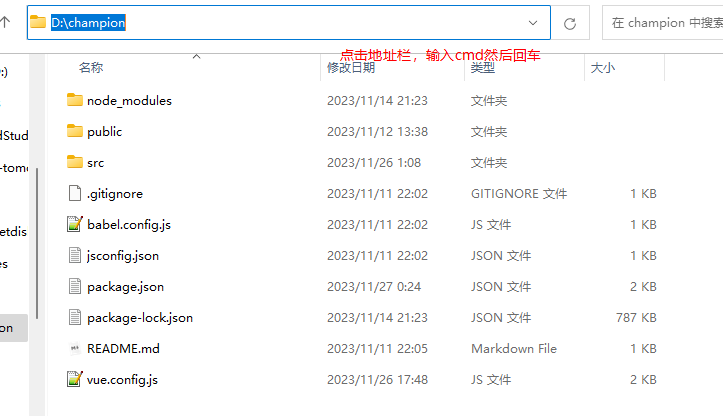 D:\champion
在 champion 中搜索
点击地址栏，输入cmd然后回车
名称 修改日期 类型 大小
node_modules 2023/11/14 21:23 文件夹
public 2023/11/12 13:38 文件夹
src 2023/11/26 1:08 文件夹
.gitignore 2023/11/11 22:02 GITIGNORE 文件 1 KB
babel.config.js 2023/11/11 22:02 JS 文件 1 KB
jsconfig.json 2023/11/11 22:02 JSON 文件 1 KB
package.json 2023/11/27 0:24 JSON 文件 2 KB
package-lock.json 2023/11/14 21:23 JSON 文件 787 KB
README.md 2023/11/11 22:05 Markdown File 1 KB
vue.config.js 2023/11/26 17:48 JS 文件 2 KB
:)
dStud
-tome
etdis
es
on